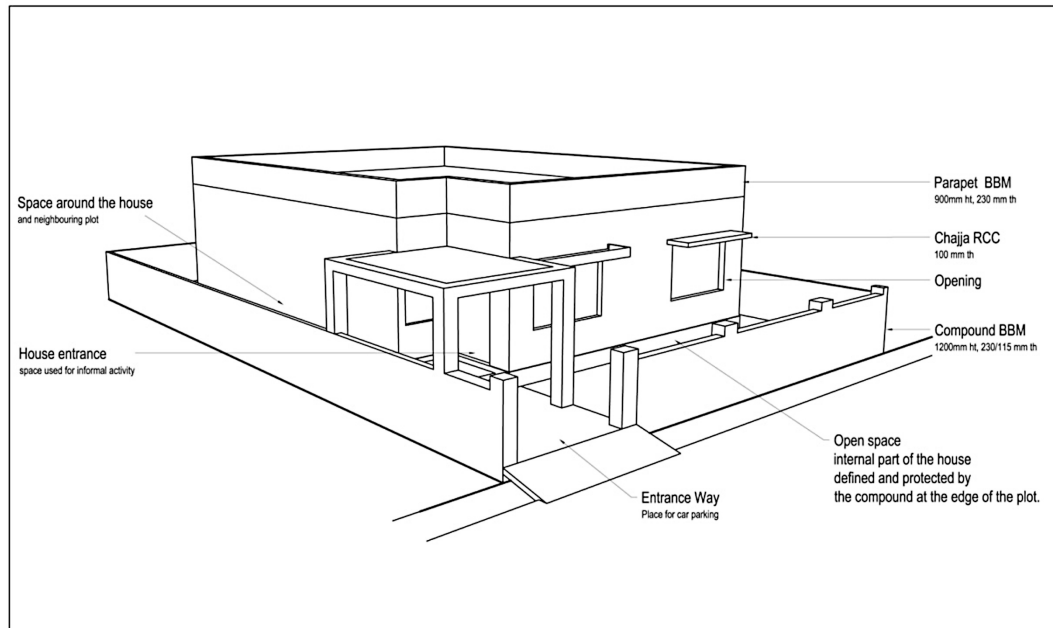 Space around the house
and neighbouring plot
House entrance
space used for informal activity
Parapet BBM
900mm ht, 230 mm th
Chajja RCC
100 mm th
Opening
Compound BBM
1200mm ht, 230/115 mm th
Open space
internal part of the house
defined and protected by
the compound at the edge of the plot.
Entrance Way
Place for car parking